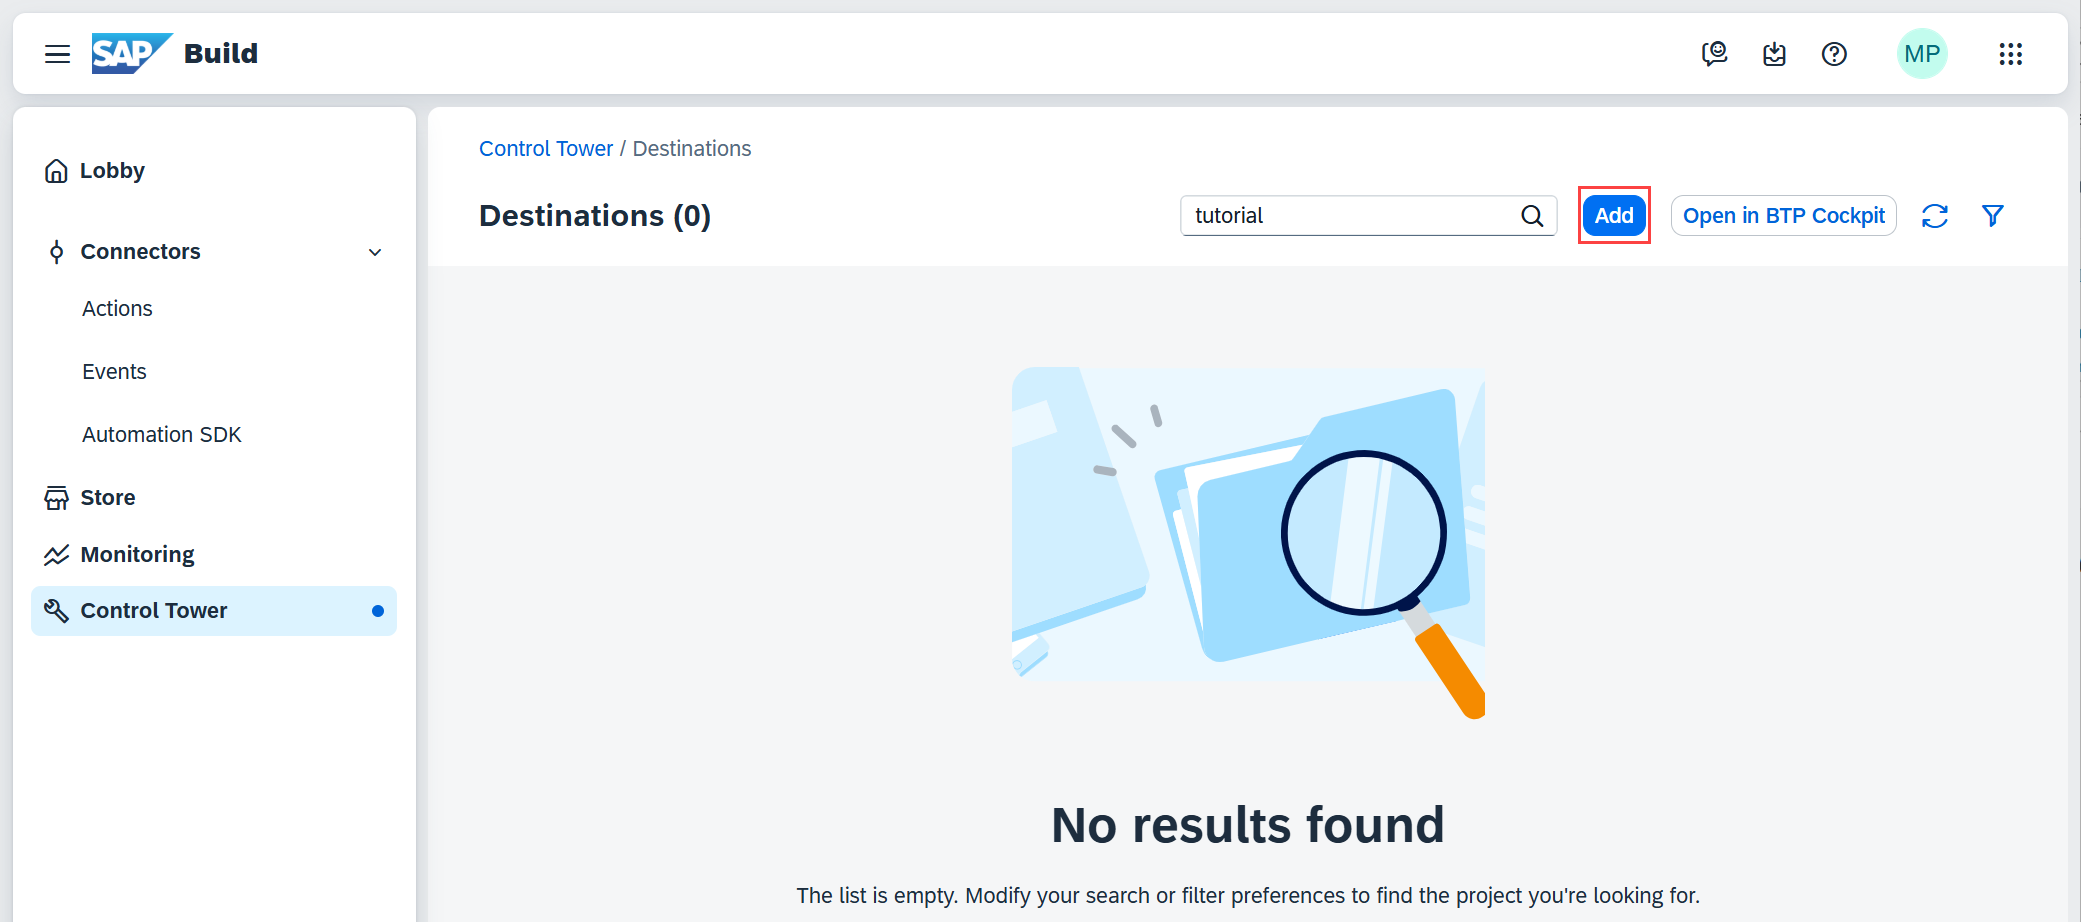 SAP Build
MP
Lobby
Connectors
Actions
Events
Automation SDK
Store
Monitoring
Control Tower
Control Tower / Destinations
Destinations (0)
tutorial
Add
Open in BTP Cockpit
No results found
The list is empty. Modify your search or filter preferences to find the project you're looking for.